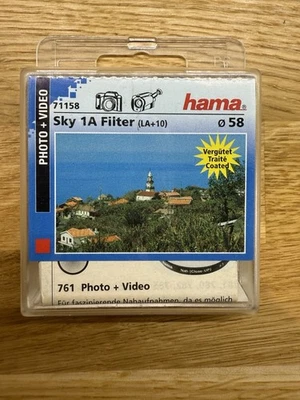 71158
hama®
PHOTO + VIDEO
Sky 1A Filter (LA+10)
Ø 58
Vergütet
Traité
Coated
761 Photo + Video
Für faszinierende Nahaufnahmen, da es möglich